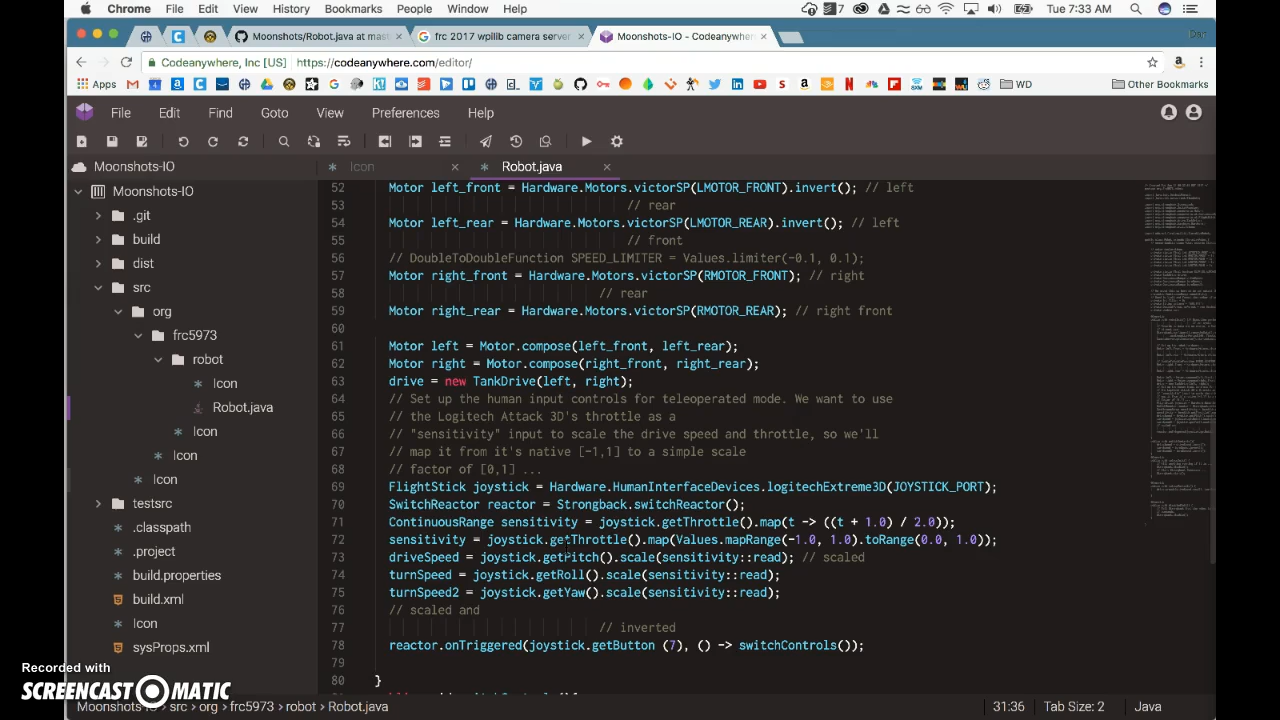 Chrome File Edit View History Bookmarks People Window Help 7 Tue 7:33 AM
Moonshots/Robot.java at mast frc 2017 wpilib camera server Moonshots-IO - Codeanywhere
Codeanywhere, Inc [US] https://codeanywhere.com/editor/
Apps WD Other Bookmarks
File Edit Find Goto View Preferences Help
Moonshots-IO Icon Robot.java
Moonshots-IO
.git
build
dist
src
org
frc5973
robot
Icon
Robot.java
Icon
Icon
Icon
testsrc
.classpath
.project
build.properties
build.xml
Icon
sysProps.xml
52 Motor left_front = Hardware.Motors.victorSP(LMOTOR_FRONT).invert(); // left
53 // rear
54 Motor left_rear = Hardware.Motors.victorSP(LMOTOR_REAR).invert(); // left
55 // front
56 // DoubleToDoubleFunction SPEED_LIMITER = Values.limiter(-0.1, 0.1);
57 Motor right_front = Hardware.Motors.victorSP(RMOTOR_FRONT); // right
58 // rear
59 Motor right_rear = Hardware.Motors.victorSP(RMOTOR_REAR); // right front
60
61 Motor left = Motor.compose(left_front, left_rear);
62 Motor right = Motor.compose(right_front, right_rear);
63 drive = new TankDrive(left, right);
64 // Set up the human input controls for teleoperated mode. We want to use
65 // the Logitech Attack 3D's throttle as a
66 // "sensitivity" input to scale the drive speed and throttle, so we'll
67 // map it from it's native [-1,1] to a simple scale
68 // factor of [0,1] ...
69 FlightStick joystick = Hardware.HumanInterfaceDevices.logitechExtreme3D(JOYSTICK_PORT);
70 SwitchReactor reactor = Strongback.switchReactor();
71 ContinuousRange sensitivity = joystick.getThrottle().map(t -> ((t + 1.0) / 2.0));
72 sensitivity = joystick.getThrottle().map(Values.mapRange(-1.0, 1.0).toRange(0.0, 1.0));
73 driveSpeed = joystick.getPitch().scale(sensitivity::read); // scaled
74 turnSpeed = joystick.getRoll().scale(sensitivity::read);
75 turnSpeed2 = joystick.getYaw().scale(sensitivity::read);
76 // scaled and
77 // inverted
78 reactor.onTriggered(joystick.getButton (7), () -> switchControls());
79
80 }
Recorded with
SCREENCAST-O-MATIC
Moonshots-IO › src › org › frc5973 › robot › Robot.java 31:36 Tab Size: 2 Java